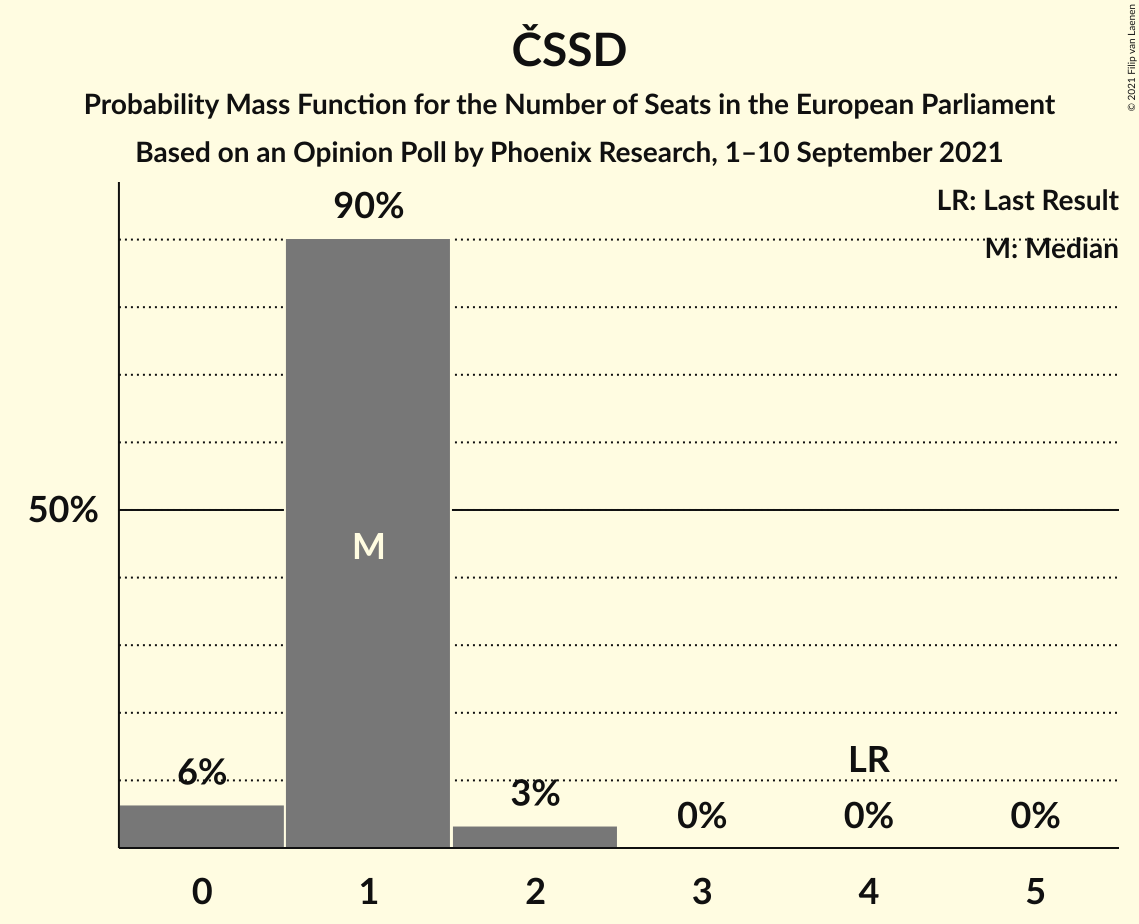 ČSSD
Probability Mass Function for the Number of Seats in the European Parliament
Based on an Opinion Poll by Phoenix Research, 1–10 September 2021
© 2021 Filip van Laenen
LR: Last Result
M: Median
90%
50%
M
6%
3%
0%
LR
0%
0%
0 1 2 3 4 5